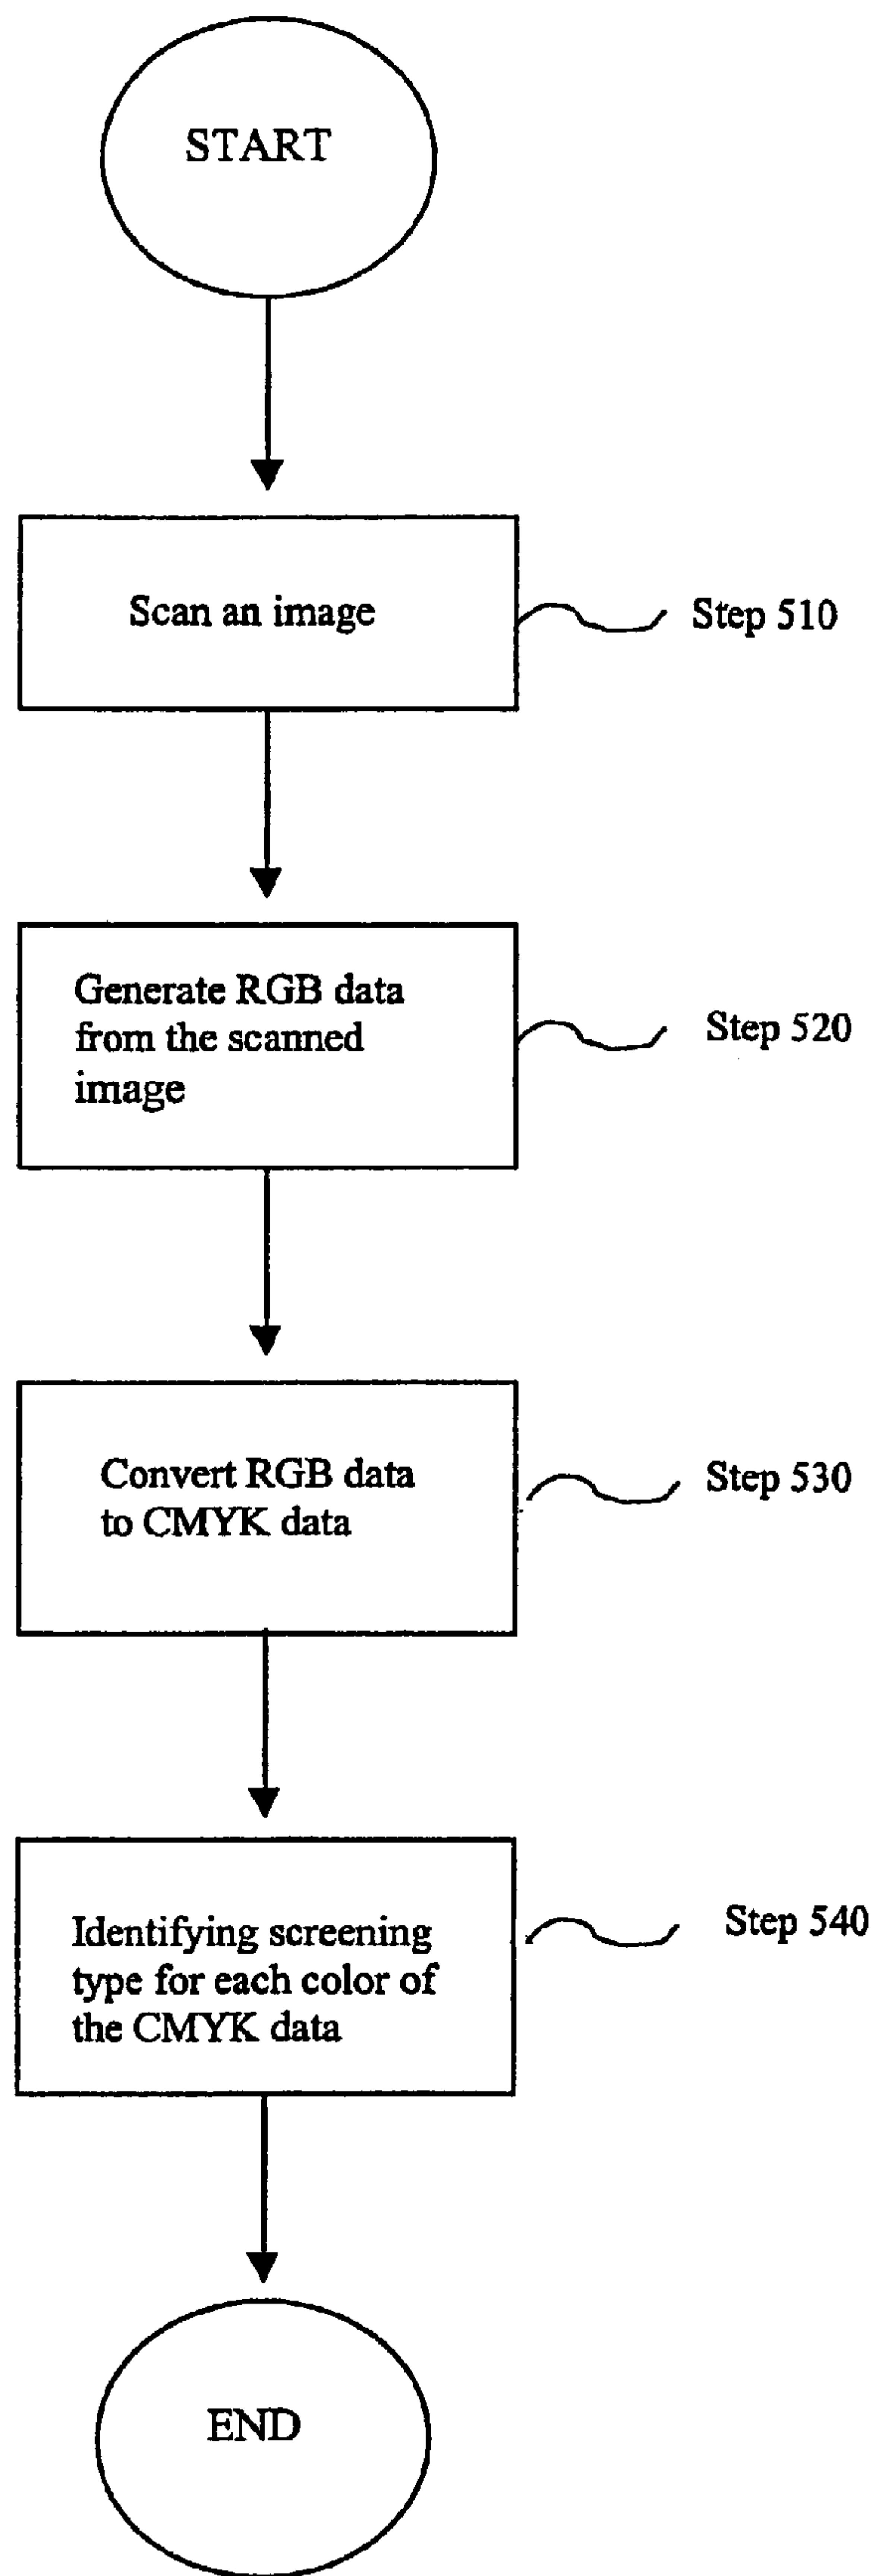 START
Scan an image
Step 510
Generate RGB data
from the scanned
image
Step 520
Convert RGB data
to CMYK data
Step 530
Identifying screening
type for each color of
the CMYK data
Step 540
END